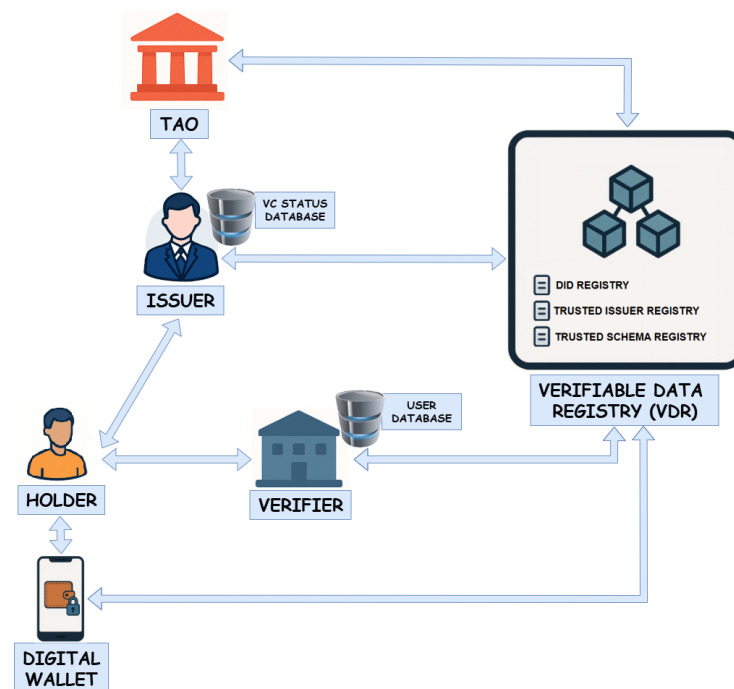 TAO
VC STATUS
DATABASE
ISSUER
DID REGISTRY
TRUSTED ISSUER REGISTRY
TRUSTED SCHEMA REGISTRY
VERIFIABLE DATA
REGISTRY (VDR)
USER
DATABASE
HOLDER
VERIFIER
DIGITAL
WALLET